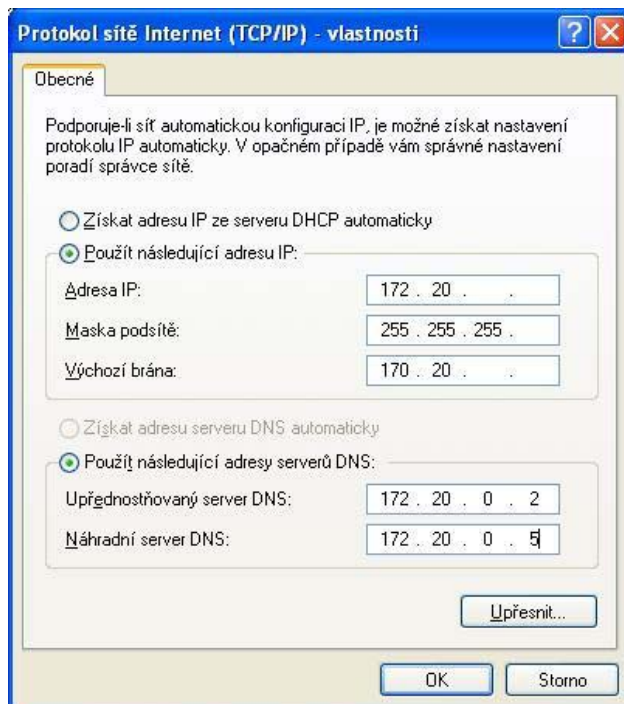 Protokol sítě Internet (TCP/IP) - vlastnosti
Obecné
Podporuje-li síť automatickou konfiguraci IP, je možné získat nastavení
protokolu IP automaticky. V opačném případě vám správné nastavení
poradí správce sítě.
Získat adresu IP ze serveru DHCP automaticky
Použít následující adresu IP:
Adresa IP: 172 . 20 . .
Maska podsítě: 255 . 255 . 255 .
Výchozí brána: 170 . 20 . .
Získat adresu serveru DNS automaticky
Použít následující adresy serverů DNS:
Upřednostňovaný server DNS: 172 . 20 . 0 . 2
Náhradní server DNS: 172 . 20 . 0 . 5
Upřesnit...
OK Storno